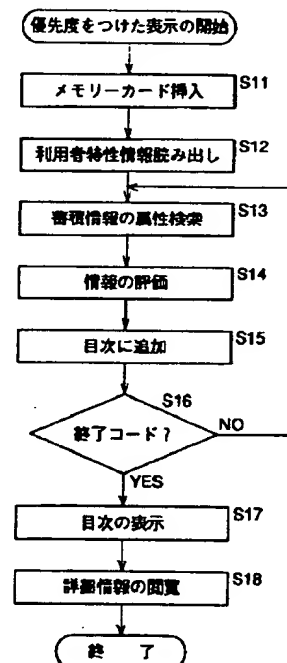 優先度をつけた表示の開始
メモリーカード挿入
S11
利用者特性情報読み出し
S12
蓄積情報の属性検索
S13
情報の評価
S14
目次に追加
S15
終了コード?
S16
NO
YES
目次の表示
S17
詳細情報の閲覧
S18
終 了